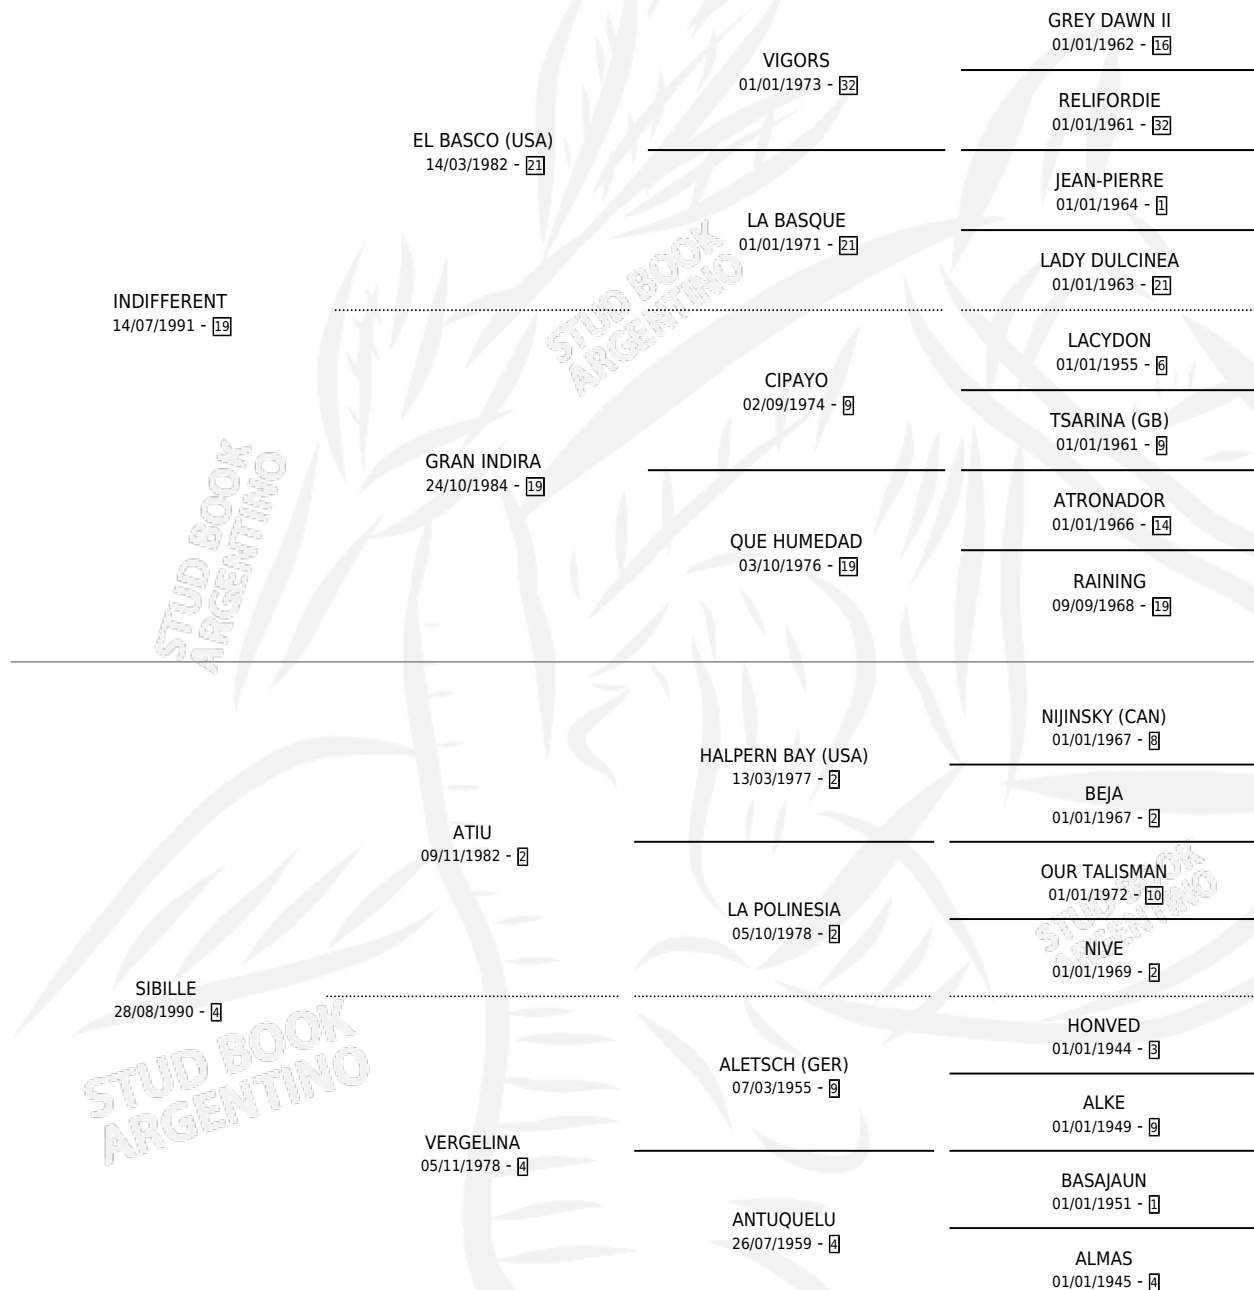 GREY DAWN II
01/01/1962 - 16
VIGORS
01/01/1973 - 32
RELIFORDIE
01/01/1961 - 32
EL BASCO (USA)
14/03/1982 - 21
JEAN-PIERRE
01/01/1964 - 1
LA BASQUE
01/01/1971 - 21
LADY DULCINEA
01/01/1963 - 21
INDIFFERENT
14/07/1991 - 19
LACYDON
01/01/1955 - 6
CIPAYO
02/09/1974 - 9
TSARINA (GB)
01/01/1961 - 9
GRAN INDIRA
24/10/1984 - 19
ATRONADOR
01/01/1966 - 14
QUE HUMEDAD
03/10/1976 - 19
RAINING
09/09/1968 - 19
STUD BOOK
ARGENTINO
STUD BOOK
ARGENTINO
NIJINSKY (CAN)
01/01/1967 - 8
HALPERN BAY (USA)
13/03/1977 - 2
BEJA
01/01/1967 - 2
ATIU
09/11/1982 - 2
OUR TALISMAN
01/01/1972 - 10
LA POLINESIA
05/10/1978 - 2
NIVE
01/01/1969 - 2
SIBILLE
28/08/1990 - 4
HONVED
01/01/1944 - 3
ALETSCH (GER)
07/03/1955 - 9
ALKE
01/01/1949 - 9
VERGELINA
05/11/1978 - 4
BASAJAUN
01/01/1951 - 1
ANTUQUELU
26/07/1959 - 4
ALMAS
01/01/1945 - 4
STUD BOOK
ARGENTINO
STUD BOOK
ARGENTINO